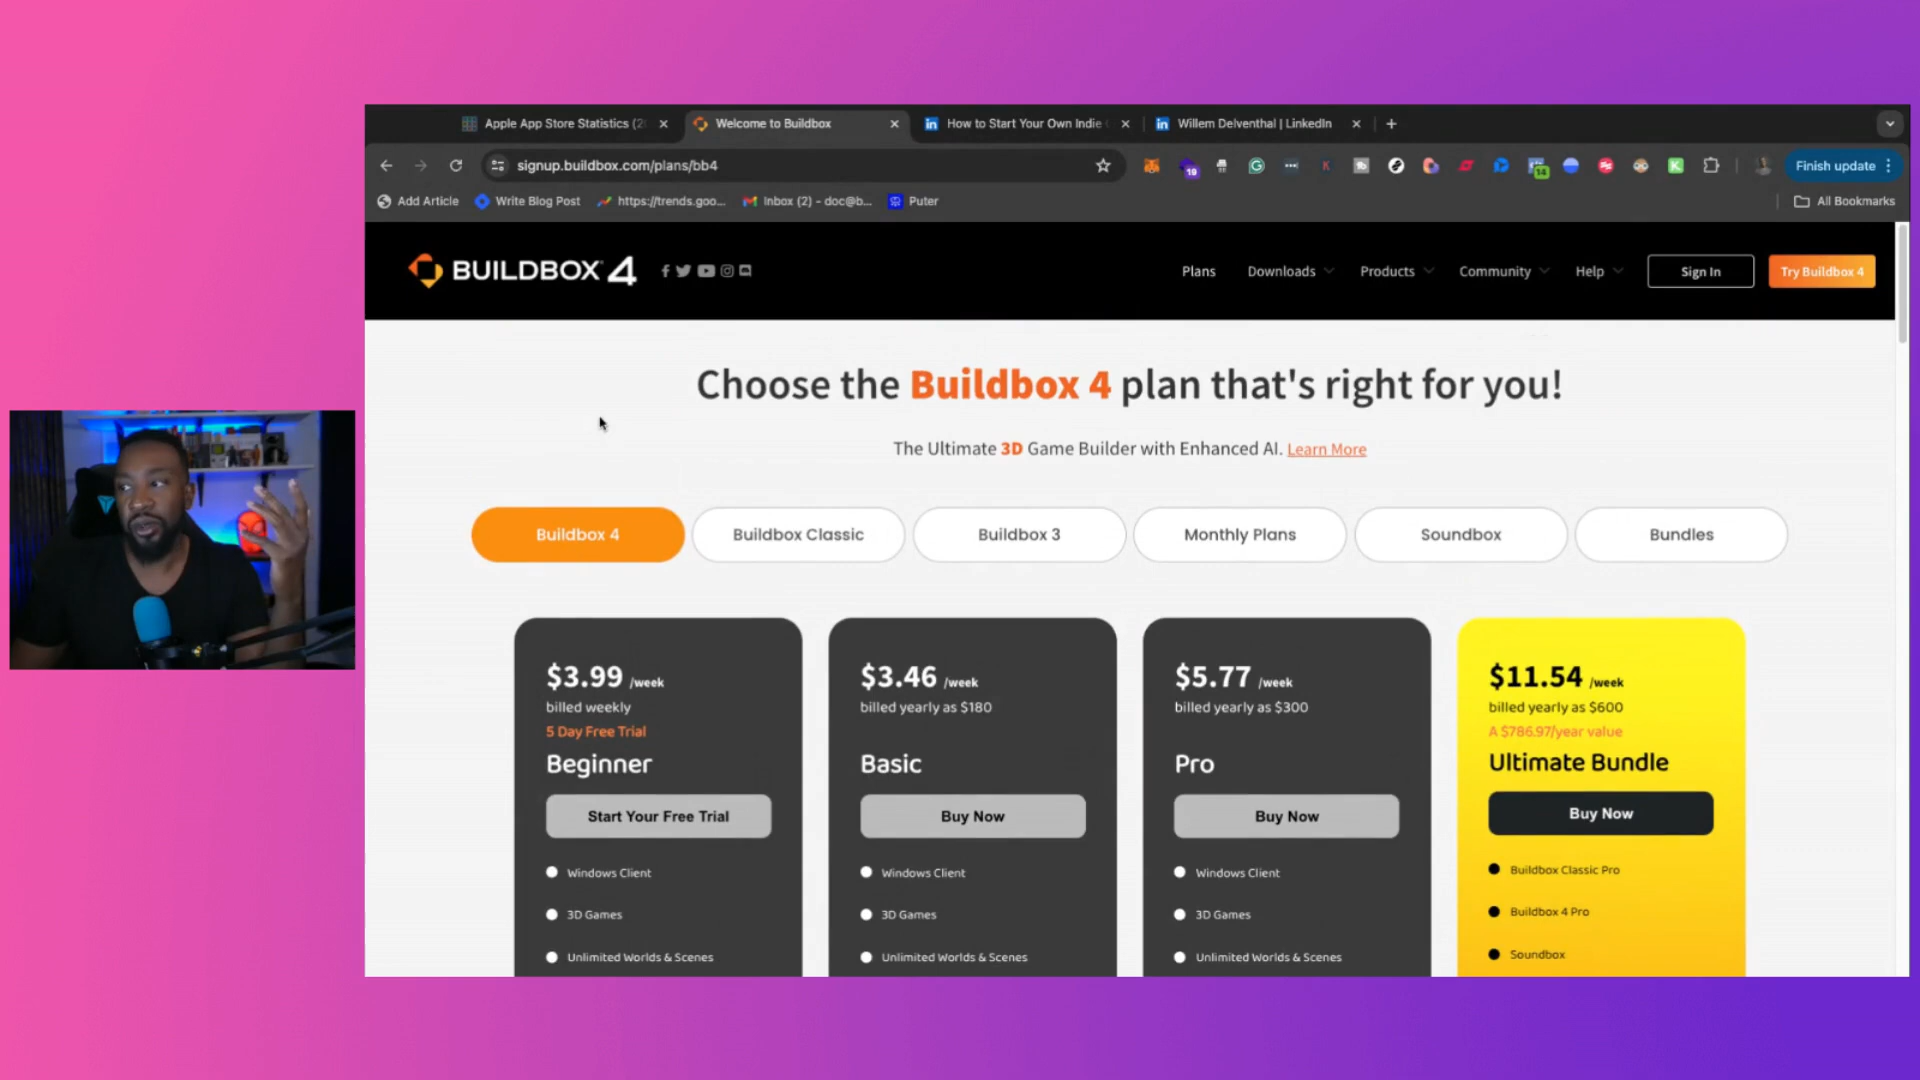 Apple App Store Statistics (2
Welcome to Buildbox
How to Start Your Own Indie
Willem Delventhal | LinkedIn
signup.buildbox.com/plans/bb4
19
14
Finish update
Add Article
Write Blog Post
https://trends.goo...
Inbox (2) - doc@b...
Puter
All Bookmarks
BUILDBOX 4
Plans
Downloads
Products
Community
Help
Sign In
Try Buildbox 4
Choose the Buildbox 4 plan that's right for you!
The Ultimate 3D Game Builder with Enhanced AI. Learn More
Buildbox 4
Buildbox Classic
Buildbox 3
Monthly Plans
Soundbox
Bundles
$3.99 /week
billed weekly
5 Day Free Trial
Beginner
Start Your Free Trial
Windows Client
3D Games
Unlimited Worlds & Scenes
$3.46 /week
billed yearly as $180
Basic
Buy Now
Windows Client
3D Games
Unlimited Worlds & Scenes
$5.77 /week
billed yearly as $300
Pro
Buy Now
Windows Client
3D Games
Unlimited Worlds & Scenes
$11.54 /week
billed yearly as $600
A $786.97/year value
Ultimate Bundle
Buy Now
Buildbox Classic Pro
Buildbox 4 Pro
Soundbox